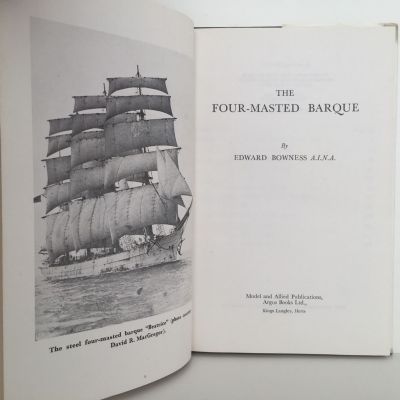 The steel four-masted barque "Beatrice" (photo
David R. MacGregor).
THE
FOUR-MASTED BARQUE
By
EDWARD BOWNESS A.I.N.A.
Model and Allied Publications,
Argus Books Ltd.,
Kings Langley, Herts